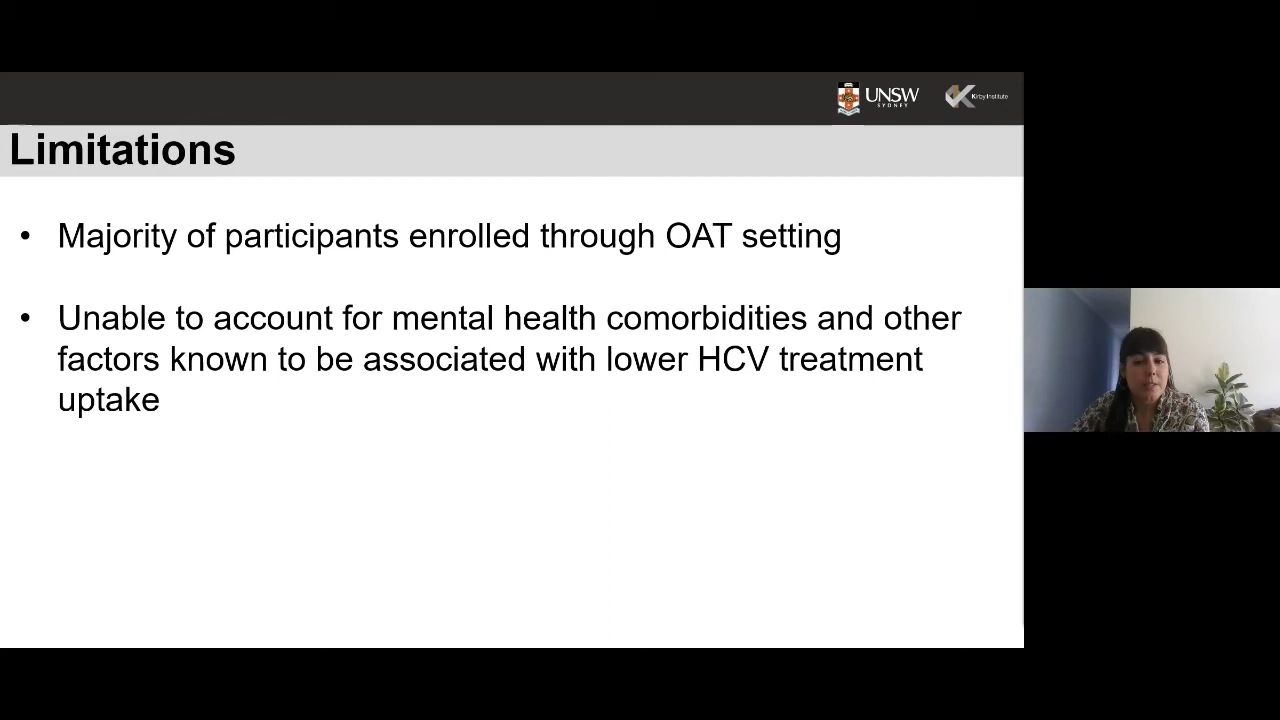 UNSW
SYDNEY
Kirby Institute
Limitations
• Majority of participants enrolled through OAT setting
• Unable to account for mental health comorbidities and other
factors known to be associated with lower HCV treatment
uptake